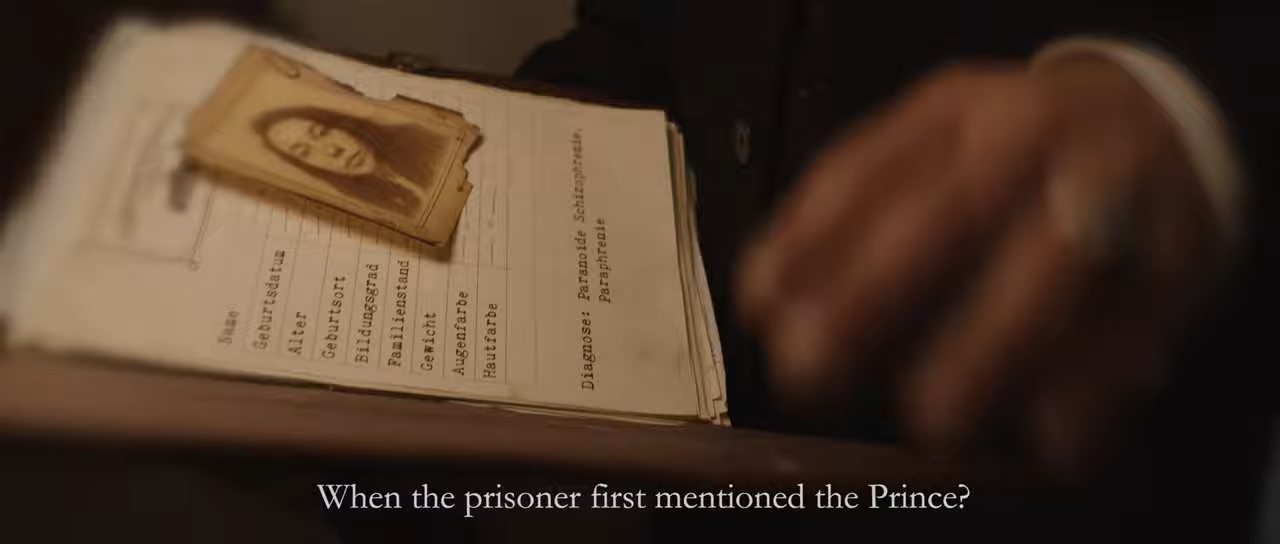 Name
Geburtsdatum
Alter
Geburtsort
Bildungsgrad
Familienstand
Gewicht
Augenfarbe
Hautfarbe
Diagnose: Paranoide Schizophrenie,
Paraphrenie
When the prisoner first mentioned the Prince?